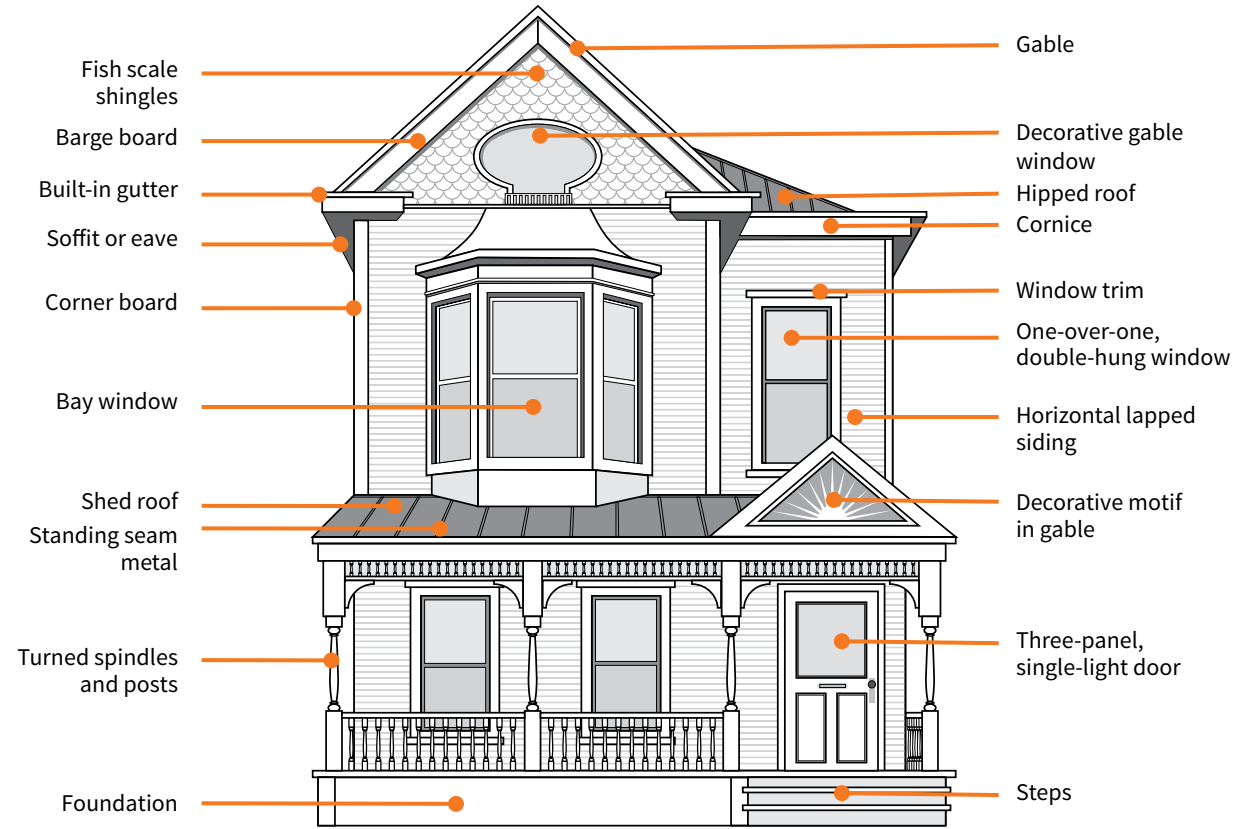 Fish scale
shingles
Barge board
Built-in gutter
Soffit or eave
Corner board
Bay window
Shed roof
Standing seam
metal
Turned spindles
and posts
Foundation
Gable
Decorative gable
window
Hipped roof
Cornice
Window trim
One-over-one,
double-hung window
Horizontal lapped
siding
Decorative motif
in gable
Three-panel,
single-light door
Steps